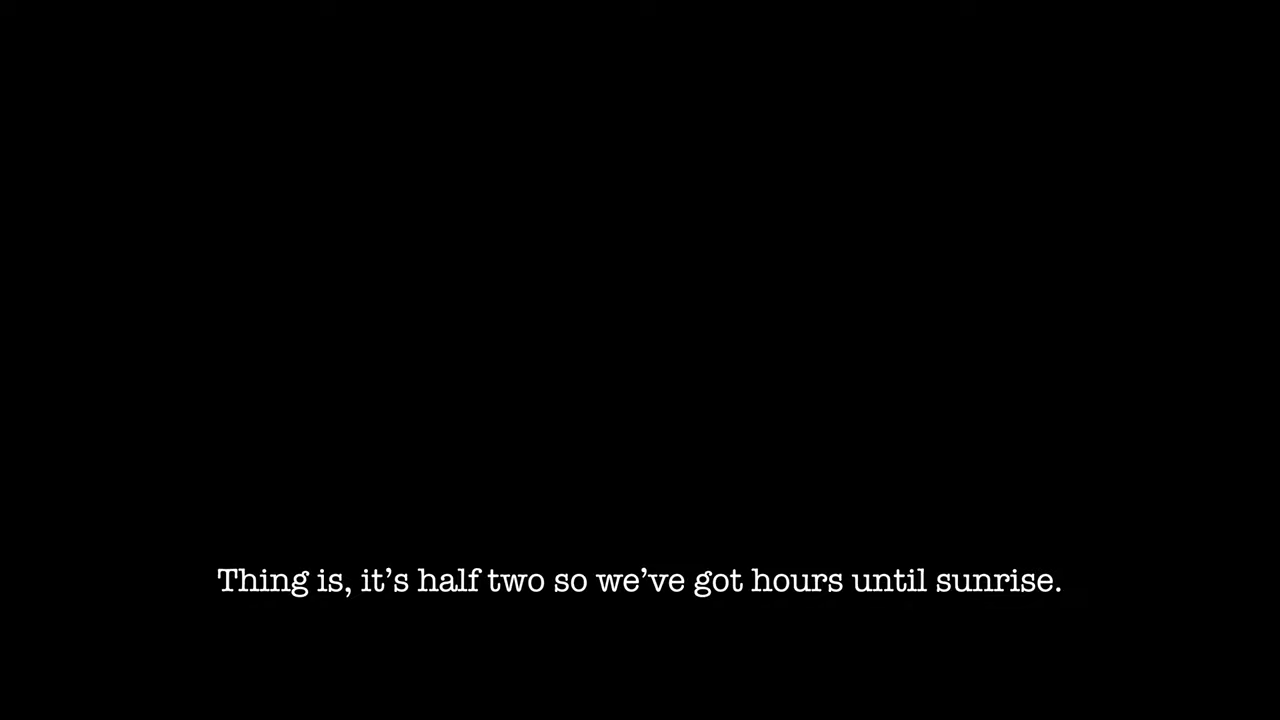 Thing is, it’s half two so we’ve got hours until sunrise.